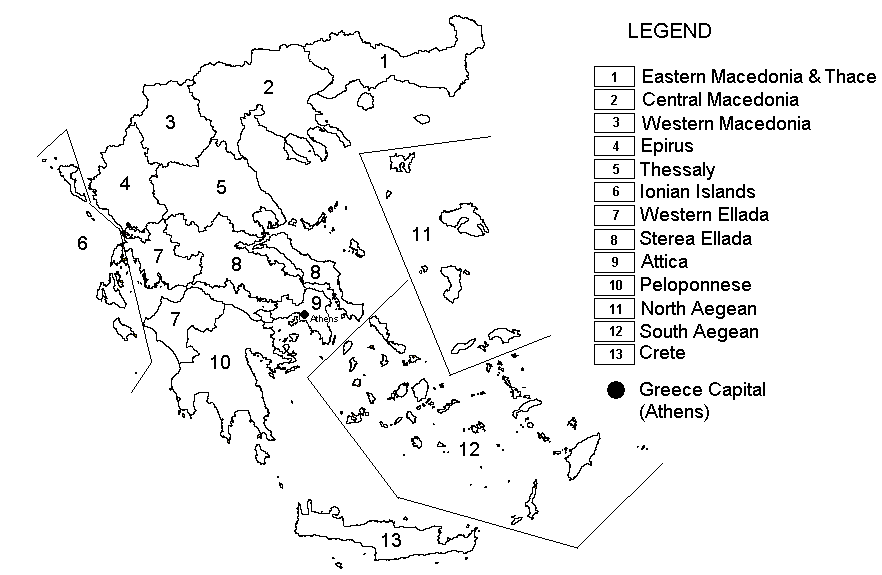 LEGEND
1 Eastern Macedonia & Thace
2 Central Macedonia
3 Western Macedonia
4 Epirus
5 Thessaly
6 Ionian Islands
7 Western Ellada
8 Sterea Ellada
9 Attica
10 Peloponnese
11 North Aegean
12 South Aegean
13 Crete
Greece Capital
(Athens)
1
2
3
4
5
11
6
7
8
8
9
Athens
7
10
12
13